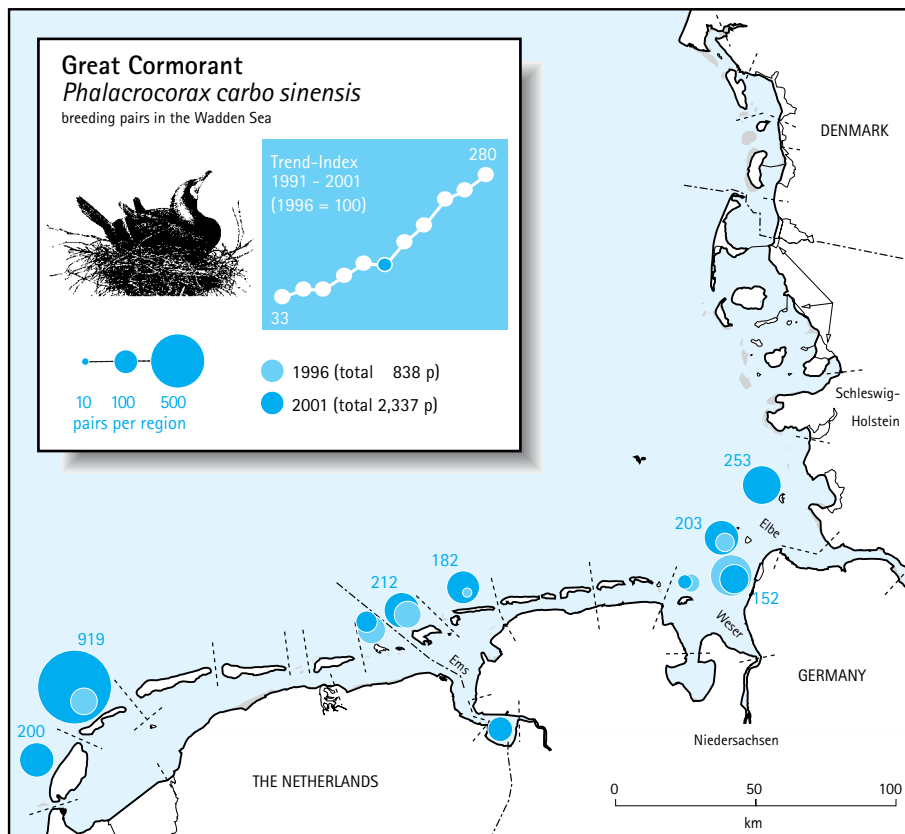 Great Cormorant
Phalacrocorax carbo sinensis
breeding pairs in the Wadden Sea
Trend-Index
1991 - 2001
(1996 = 100)
280
33
10 100 500
pairs per region
1996 (total 838 p)
2001 (total 2,337 p)
DENMARK
Schleswig-
Holstein
253
Elbe
203
182
152
212
Weser
Ems
919
GERMANY
200
Niedersachsen
THE NETHERLANDS
0 50 100
km